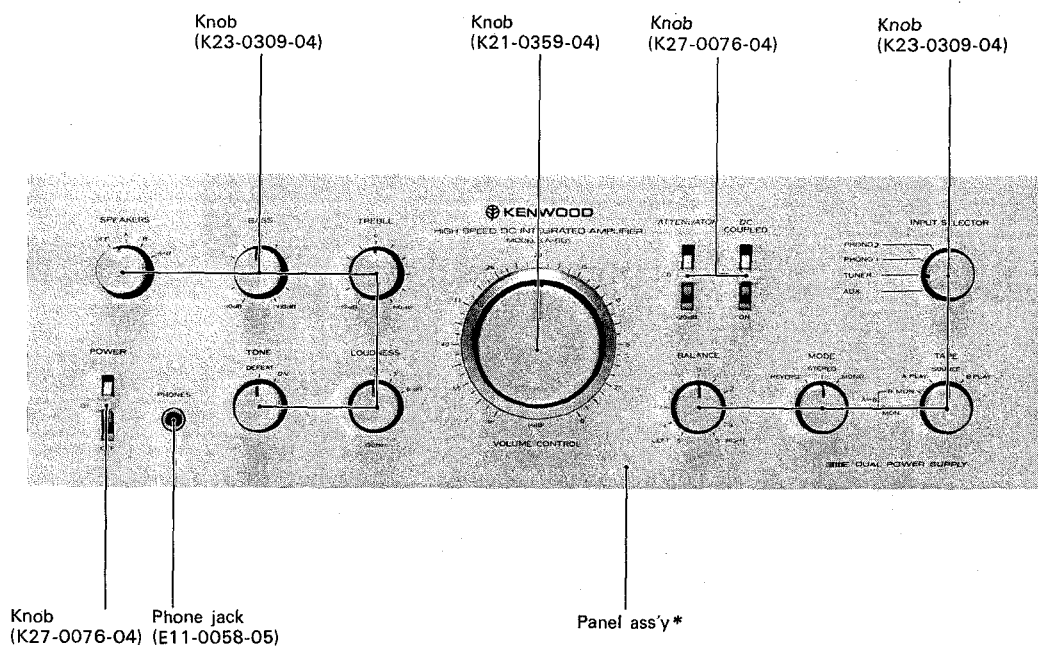 Knob
(K23-0309-04)
Knob
(K21-0359-04)
Knob
(K27-0076-04)
Knob
(K23-0309-04)
SPEAKERS
BASS
TREBLE
KENWOOD
HIGH SPEED DC INTEGRATED AMPLIFIER
ATTENUATOR
DC
COUPLED
INPUT SELECTOR
PHONO 2
PHONO 1
TUNER
AUX
ON
POWER
TONE
DEFEAT
LOUDNESS
BALANCE
MODE
STEREO
REVERSE
MONO
TAPE
SOURCE
A PLAY
B PLAY
MON
PHONES
LEFT
RIGHT
VOLUME CONTROL
DUAL POWER SUPPLY
Knob
(K27-0076-04)
Phone jack
(E11-0058-05)
Panel ass'y*